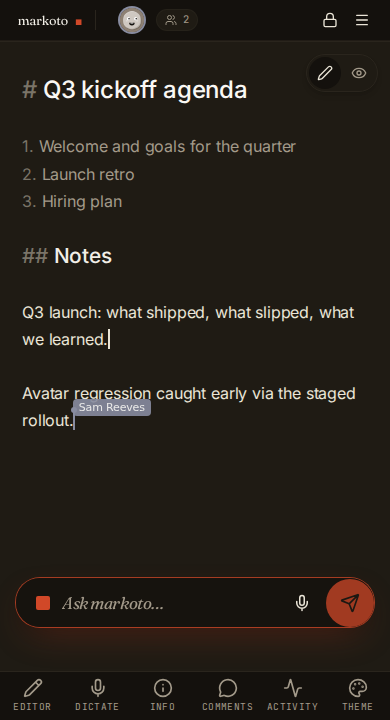 markoto
2
# Q3 kickoff agenda
1. Welcome and goals for the quarter
2. Launch retro
3. Hiring plan
## Notes
Q3 launch: what shipped, what slipped, what
we learned.
Avatar regression caught early via the staged
Sam Reeves
rollout.
Ask markoto...
EDITOR DICTATE INFO COMMENTS ACTIVITY THEME